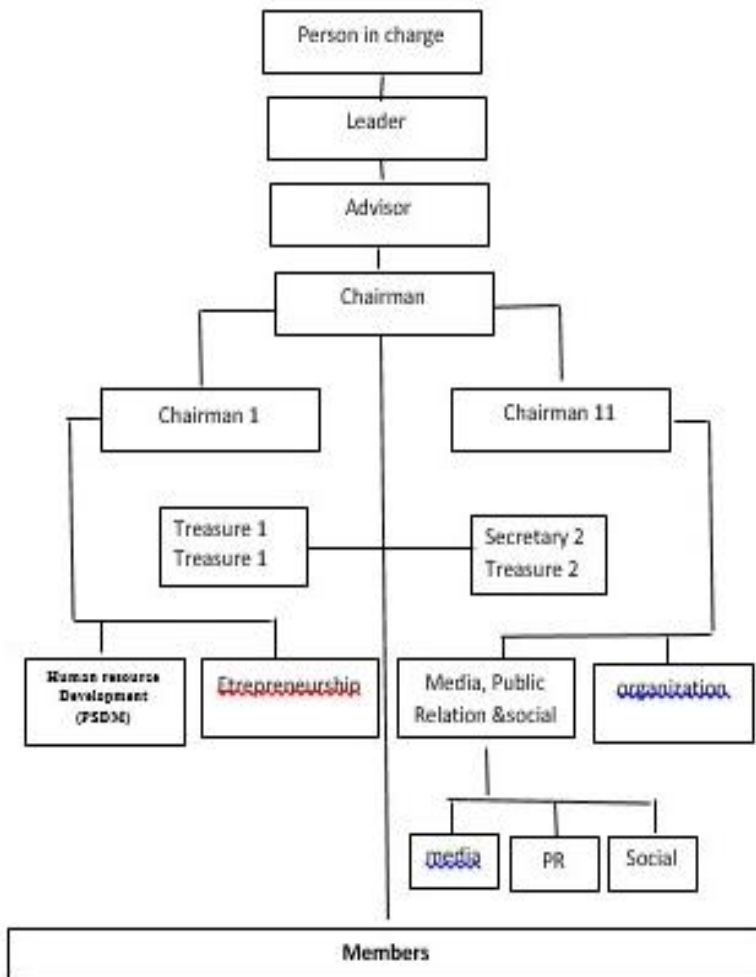 Person in charge
Leader
Advisor
Chairman
Chairman 1
Chairman 11
Treasure 1
Treasure 1
Secretary 2
Treasure 2
Human resource
Development
(PSDM)
Etrepreneurship
Media, Public
Relation &social
organization
media
PR
Social
Members